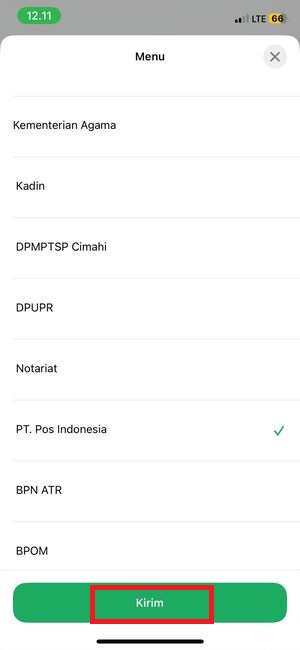 12.11
LTE 66
Menu
Kementerian Agama
Kadin
DPMPTSP Cimahi
DPUPR
Notariat
PT. Pos Indonesia
BPN ATR
BPOM
Kirim